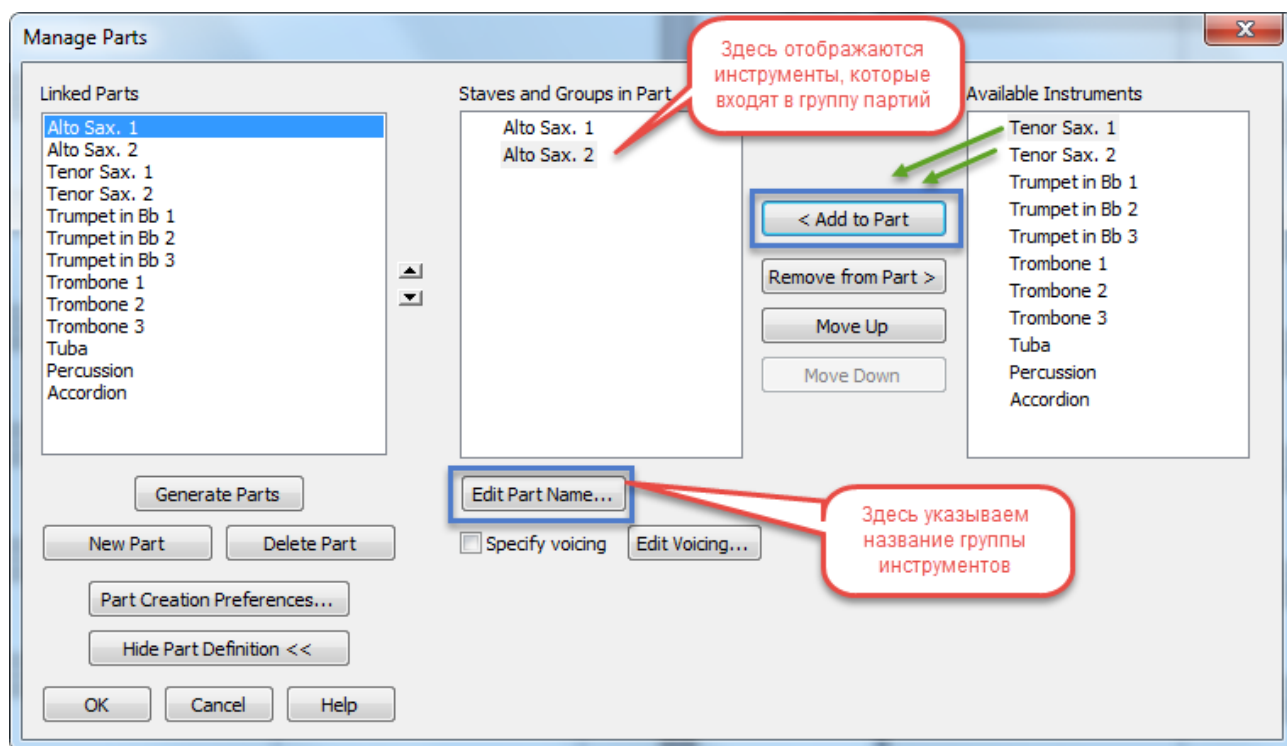 Manage Parts
Здесь отображаются
инструменты, которые
входят в группу партий
Linked Parts
Alto Sax. 1
Alto Sax. 2
Tenor Sax. 1
Tenor Sax. 2
Trumpet in Bb 1
Trumpet in Bb 2
Trumpet in Bb 3
Trombone 1
Trombone 2
Trombone 3
Tuba
Percussion
Accordion
Staves and Groups in Part
Alto Sax. 1
Alto Sax. 2
< Add to Part
Remove from Part >
Move Up
Move Down
Available Instruments
Tenor Sax. 1
Tenor Sax. 2
Trumpet in Bb 1
Trumpet in Bb 2
Trumpet in Bb 3
Trombone 1
Trombone 2
Trombone 3
Tuba
Percussion
Accordion
Generate Parts
New Part
Delete Part
Part Creation Preferences...
Hide Part Definition <<
OK
Cancel
Help
Edit Part Name...
Specify voicing
Edit Voicing...
Здесь указываем
название группы
инструментов